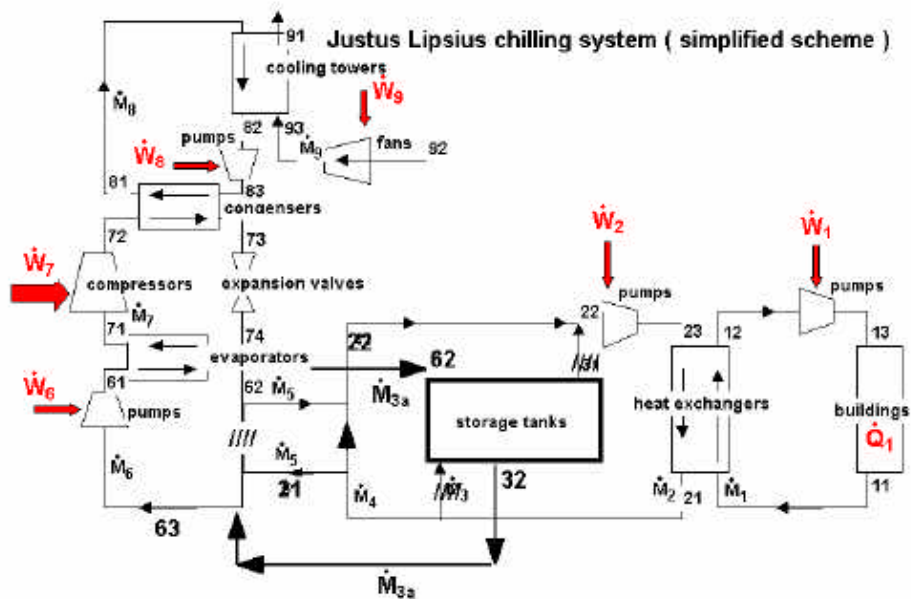 Justus Lipsius chilling system ( simplified scheme )
91
cooling towers
Ṁ8
Ẇ9
82
93
pumps
Ṁ9
fans
92
Ẇ8
81
83
condensers
72
73
Ẇ2
Ẇ1
Ẇ7
compressors
expansion valves
pumps
pumps
71
Ṁ7
74
22
22
23
12
13
evaporators
62
31
61
62
Ṁ5
Ṁ3a
Ẇ6
pumps
storage tanks
heat exchangers
buildings
Q̇1
Ṁ6
Ṁ5
Ṁ4
Ṁ3
32
Ṁ2
21
Ṁ1
11
63
Ṁ3a